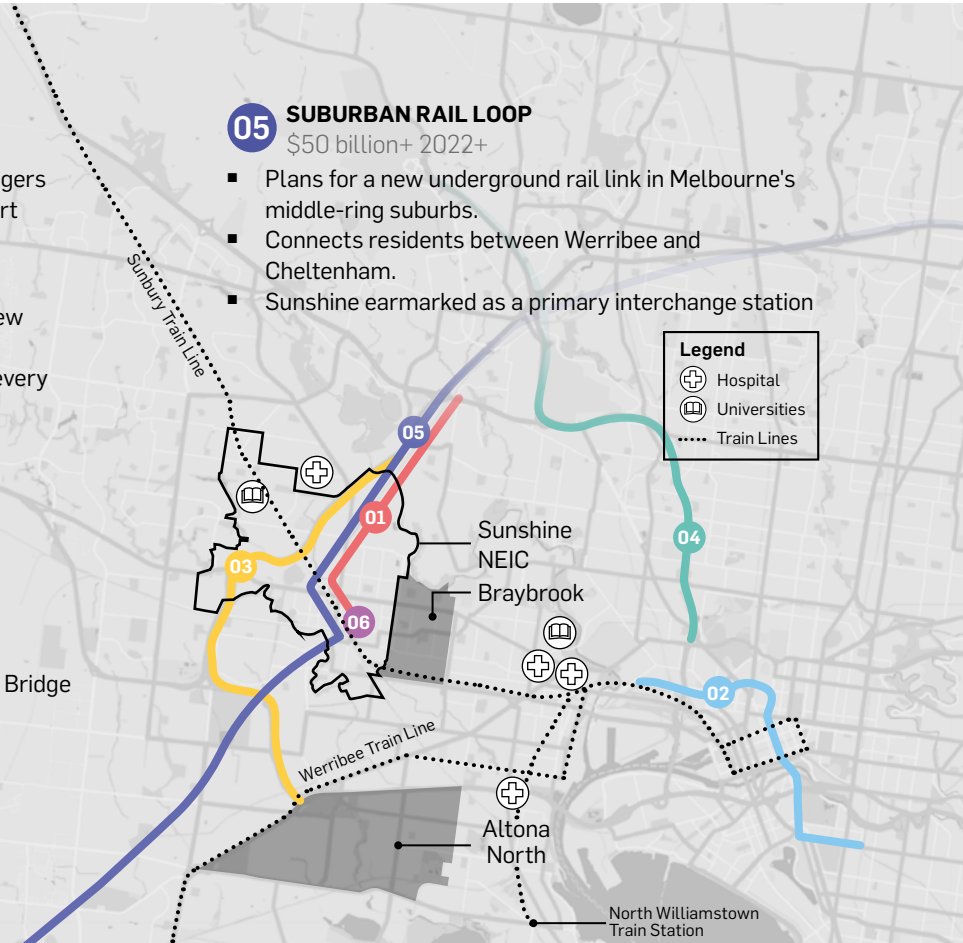 05 SUBURBAN RAIL LOOP
$50 billion+ 2022+
▪ Plans for a new underground rail link in Melbourne's
middle-ring suburbs.
▪ Connects residents between Werribee and
Cheltenham.
▪ Sunshine earmarked as a primary interchange station
gers
rt
ew
every
Bridge
Sunbury Train Line
Legend
Hospital
Universities
Train Lines
05
01
03
04
06
02
Sunshine
NEIC
Braybrook
Werribee Train Line
Altona
North
North Williamstown
Train Station